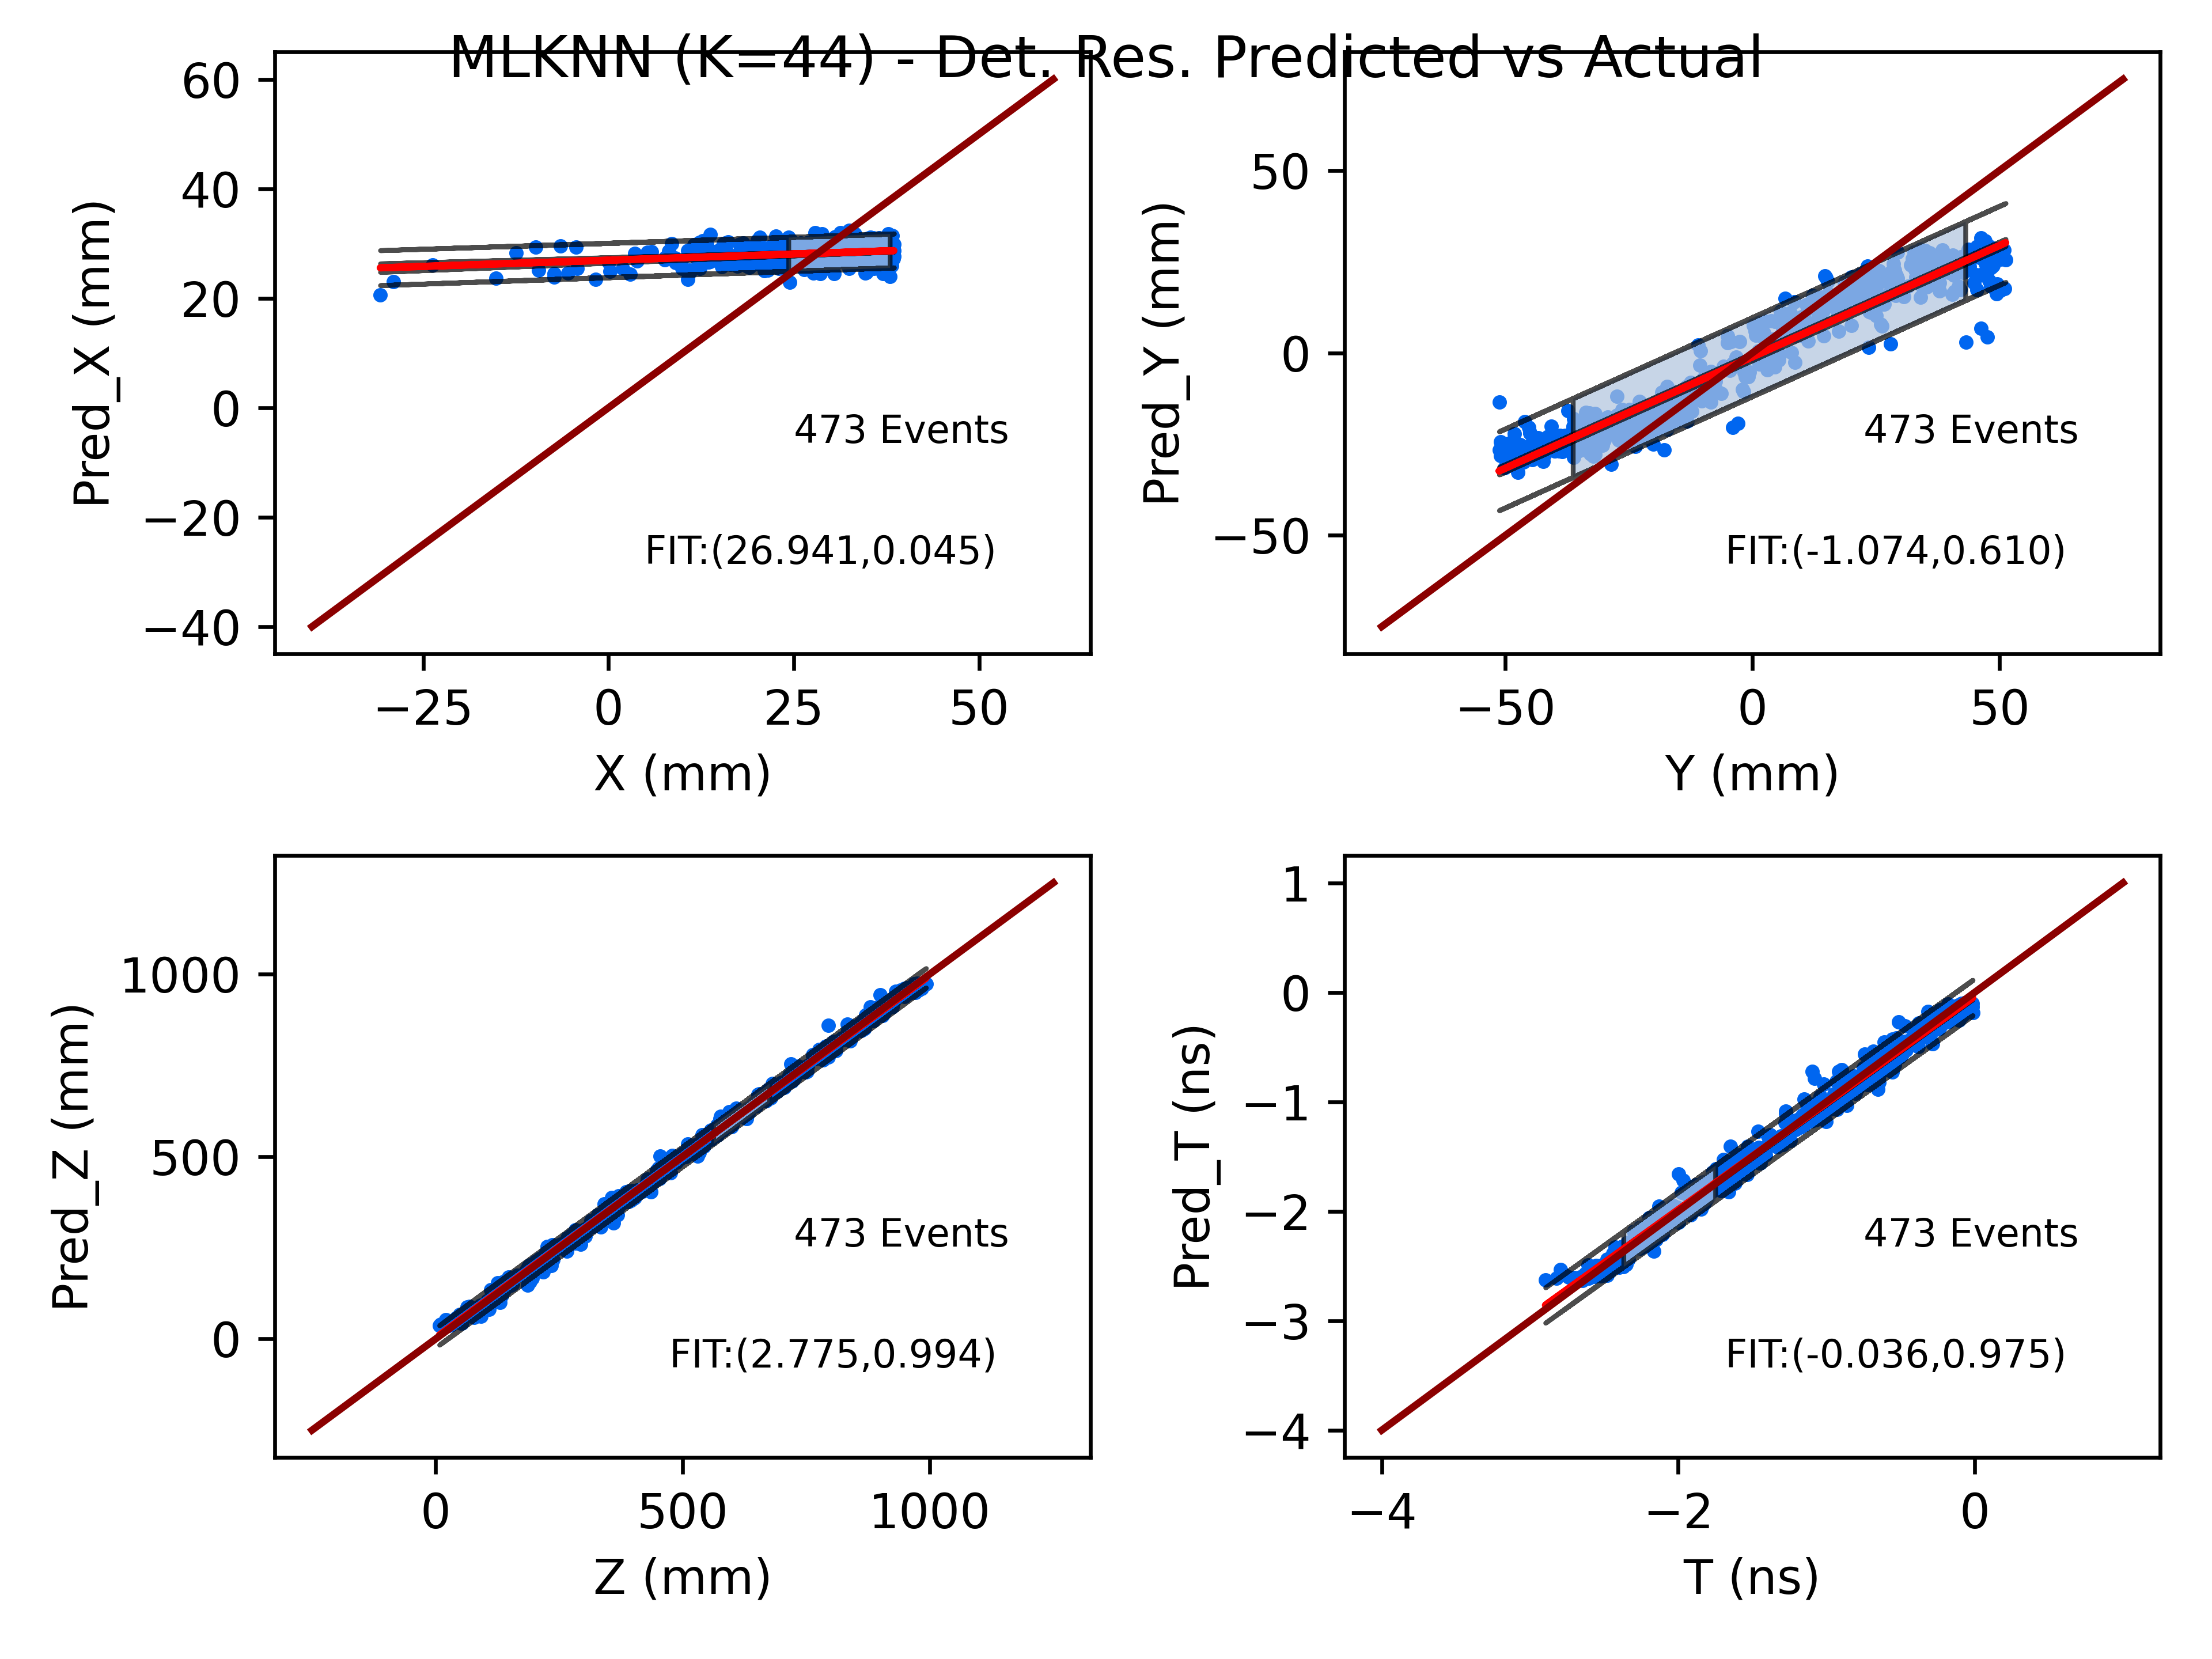 MLKNN (K=44) - Det. Res. Predicted vs Actual
60
40
20
0
−20
−40
Pred_X (mm)
473 Events
FIT:(26.941,0.045)
−25 0 25 50
X (mm)
50
0
−50
Pred_Y (mm)
473 Events
FIT:(-1.074,0.610)
−50 0 50
Y (mm)
1000
500
0
Pred_Z (mm)
473 Events
FIT:(2.775,0.994)
0 500 1000
Z (mm)
1
0
−1
−2
−3
−4
Pred_T (ns)
473 Events
FIT:(-0.036,0.975)
−4 −2 0
T (ns)